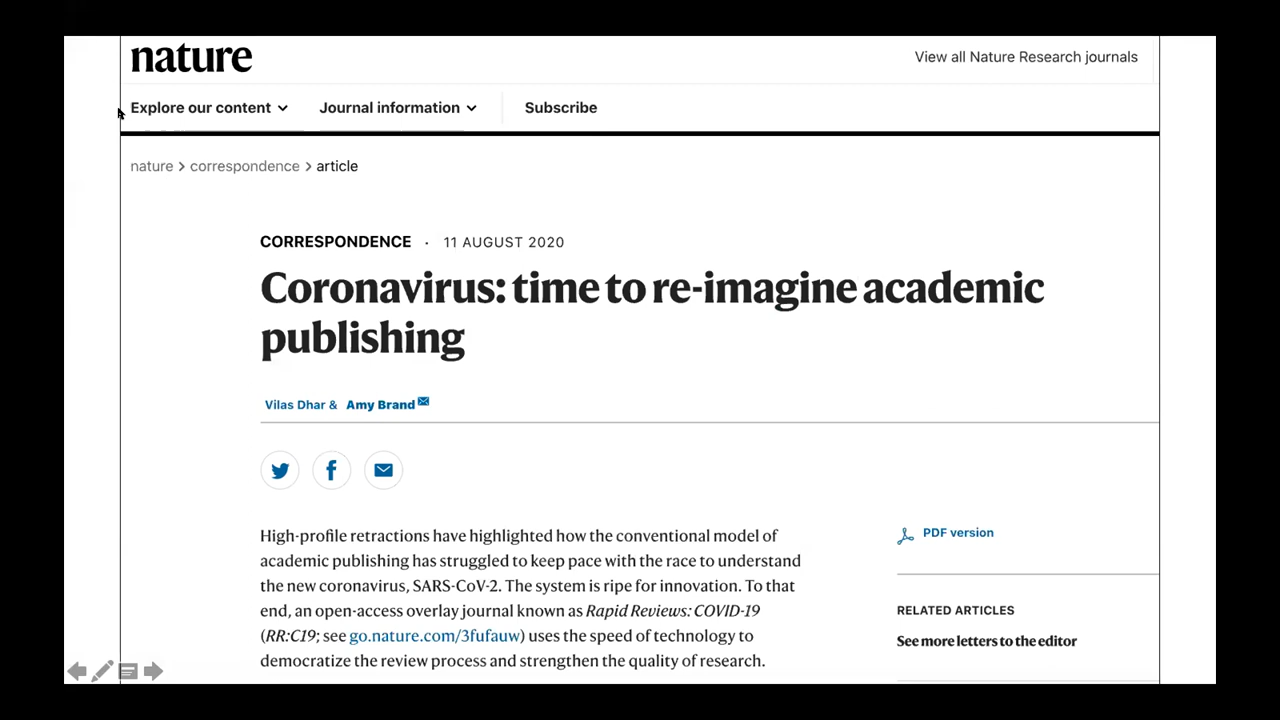 nature
View all Nature Research journals
Explore our content
Journal information
Subscribe
nature > correspondence > article
CORRESPONDENCE · 11 AUGUST 2020
Coronavirus: time to re-imagine academic
publishing
Vilas Dhar & Amy Brand
High-profile retractions have highlighted how the conventional model of
academic publishing has struggled to keep pace with the race to understand
the new coronavirus, SARS-CoV-2. The system is ripe for innovation. To that
end, an open-access overlay journal known as Rapid Reviews: COVID-19
(RR:C19; see go.nature.com/3fufauw) uses the speed of technology to
democratize the review process and strengthen the quality of research.
PDF version
RELATED ARTICLES
See more letters to the editor